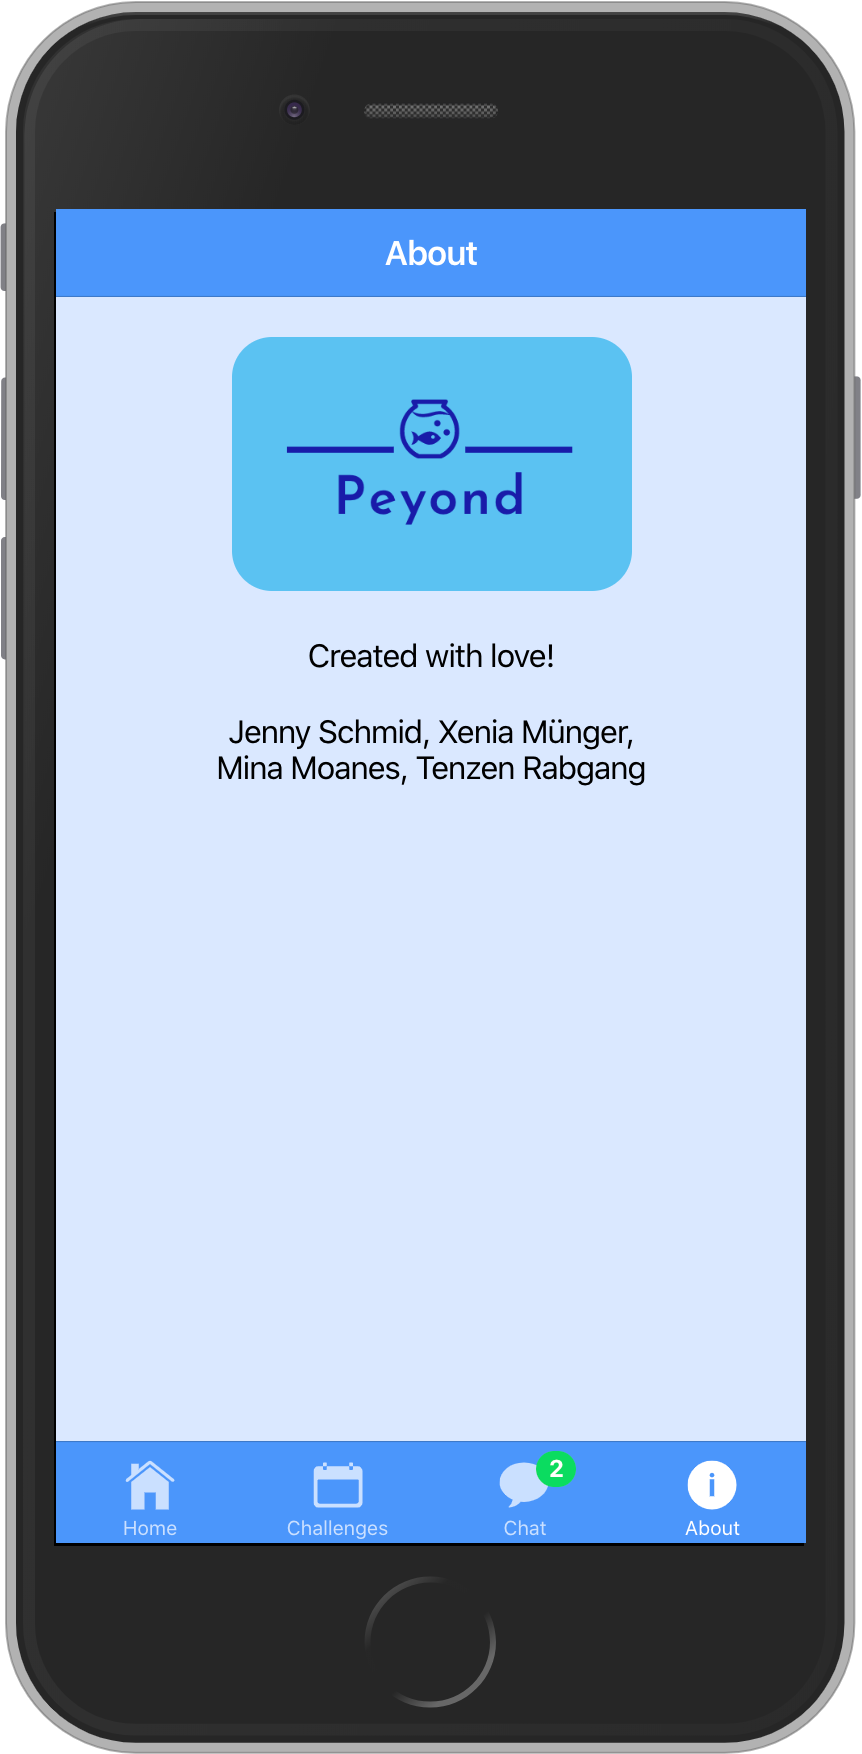 About
Peyond
Created with love!
Jenny Schmid, Xenia Münger,
Mina Moanes, Tenzen Rabgang
2
Home
Challenges
Chat
About